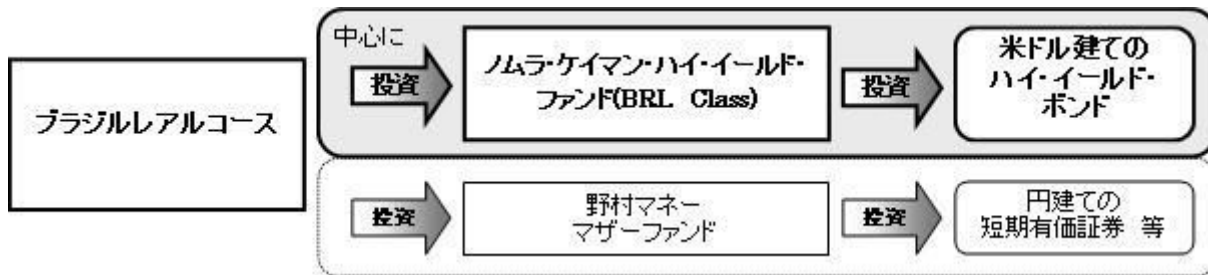 ブラジルレアルコース
中心に
投資
ノムラ・ケイマン・ハイ・イールド・
ファンド(BRL Class)
投資
米ドル建ての
ハイ・イールド・
ボンド
投資
野村マネー
マザーファンド
投資
円建ての
短期有価証券 等